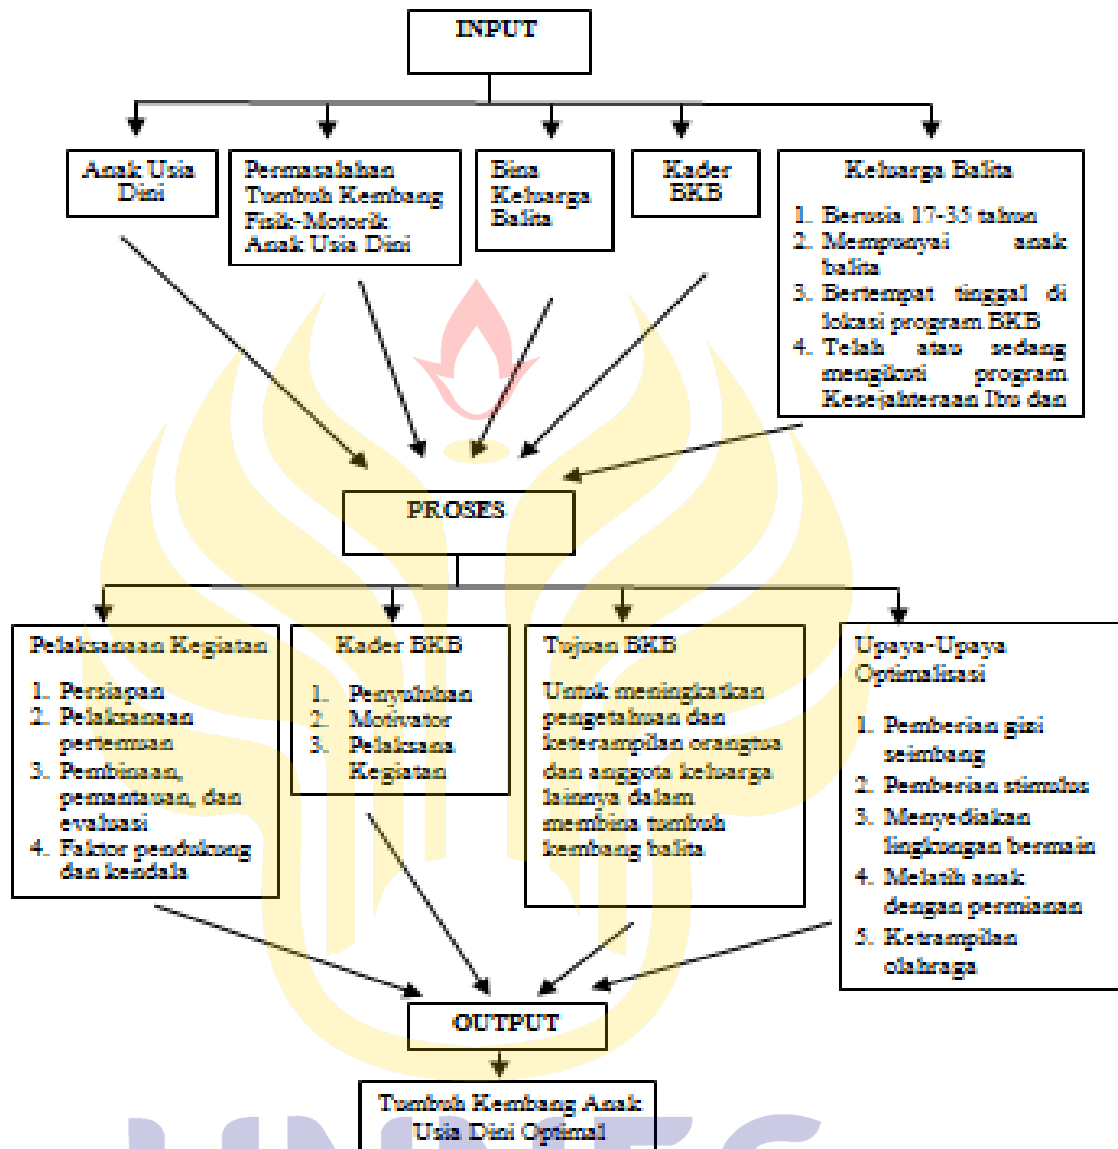 INPUT
Anak Usia
Dini
Permasalahan
Tumbuh Kembang
Fisik-Motorik
Anak Usia Dini
Bina
Keluarga
Balita
Kader
BKB
Keluarga Balita
1. Berusia 17-35 tahun
2. Mempunyai anak
balita
3. Bertempat tinggal di
lokasi program BKB
4. Telah atau sedang
mengikuti program
Kesejahteraan Ibu dan
PROSES
Pelaksanaan Kegiatan
1. Persiapan
2. Pelaksanaan
pertemuan
3. Pembinaan,
pemantauan, dan
evaluasi
4. Faktor pendukung
dan kendala
Kader BKB
1. Penyuluhan
2. Motivator
3. Pelaksana
Kegiatan
Tujuan BKB
Untuk meningkatkan
pengetahuan dan
keterampilan orangtua
dan anggota keluarga
lainnya dalam
membina tumbuh
kembang balita
Upaya-Upaya
Optimalisasi
1. Pemberian gizi
seimbang
2. Pemberian stimulus
3. Menyediakan
lingkungan bermain
4. Melatih anak
dengan permianan
5. Ketrampilan
olahraga
OUTPUT
Tumbuh Kembang Anak
Usia Dini Optimal
UNNES